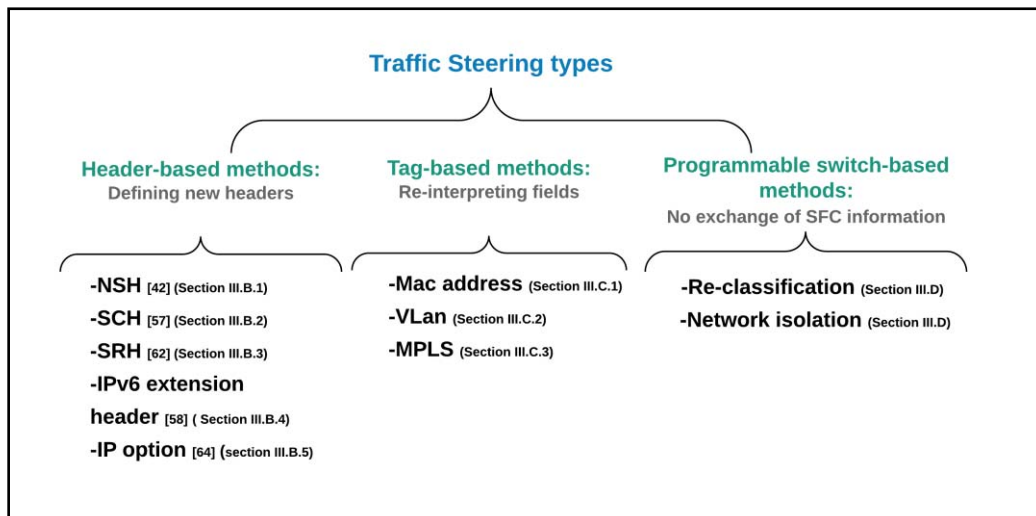 Traffic Steering types
Header-based methods:
Defining new headers
-NSH [42] (Section III.B.1)
-SCH [57] (Section III.B.2)
-SRH [62] (Section III.B.3)
-IPv6 extension
header [58] ( Section III.B.4)
-IP option [64] (section III.B.5)
Tag-based methods:
Re-interpreting fields
-Mac address (Section III.C.1)
-VLan (Section III.C.2)
-MPLS (Section III.C.3)
Programmable switch-based
methods:
No exchange of SFC information
-Re-classification (Section III.D)
-Network isolation (Section III.D)